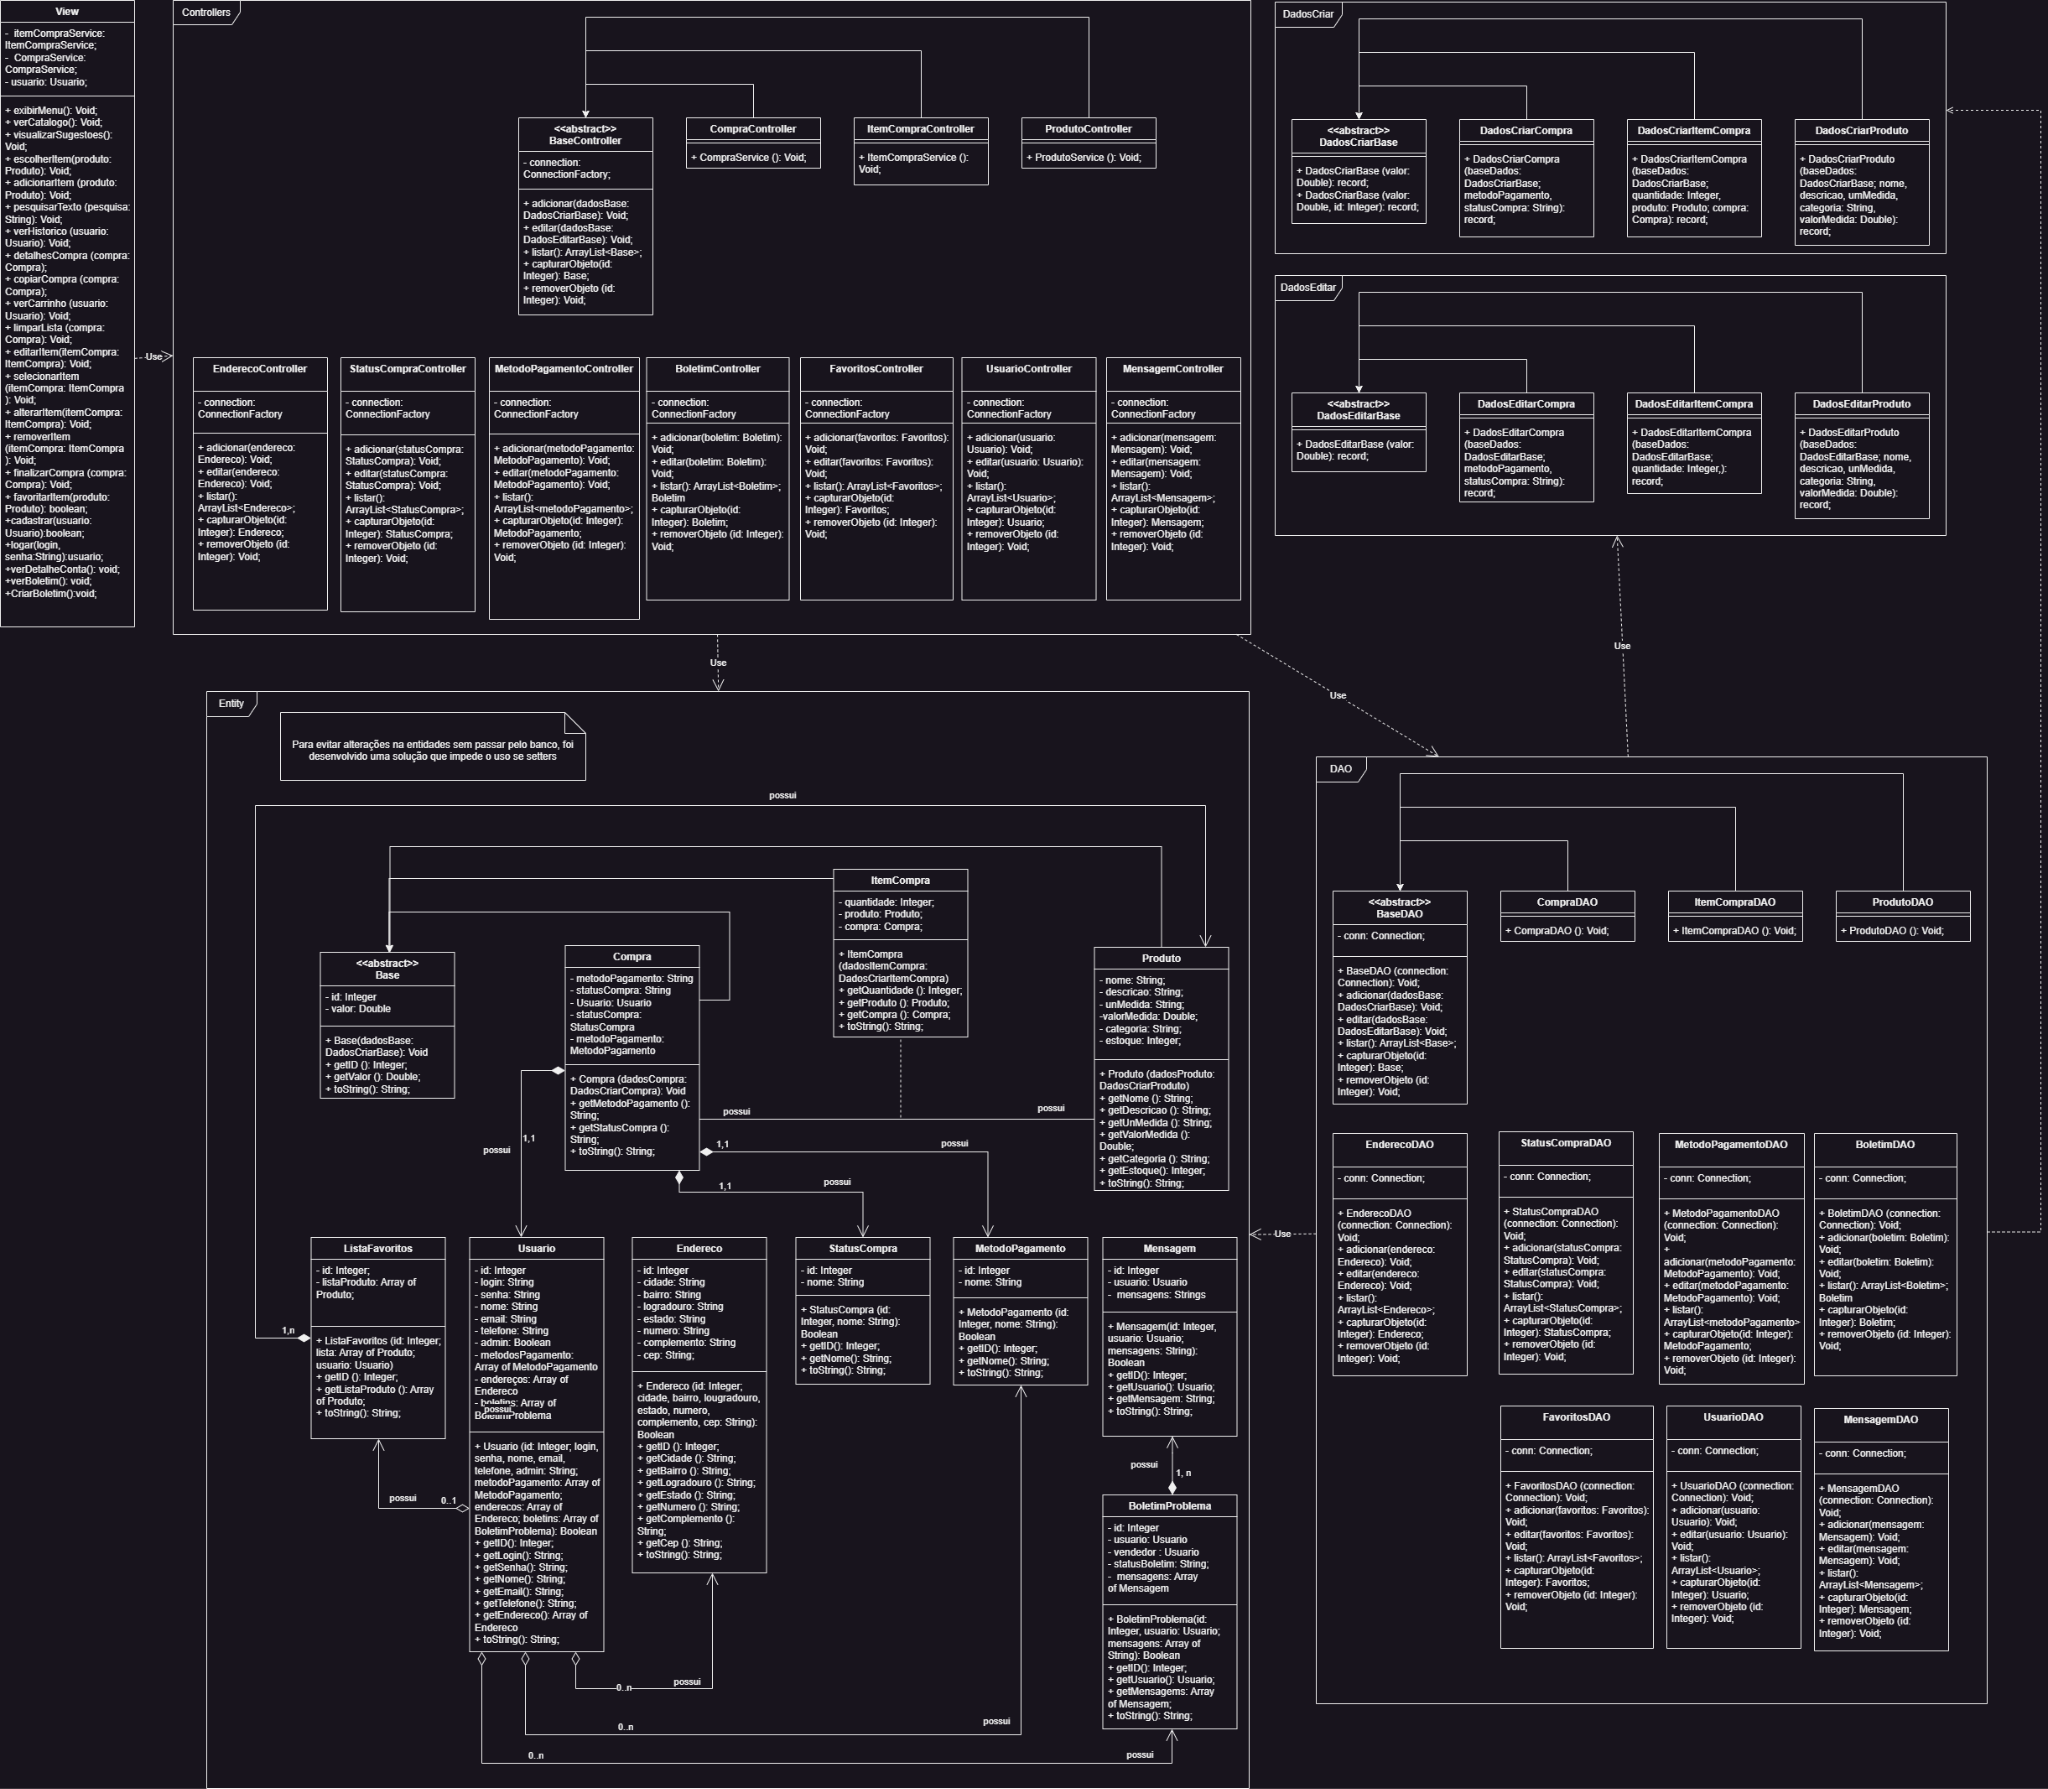 View
- itemCompraService:
ItemCompraService;
- CompraService:
CompraService;
- usuario: Usuario;
+ exibirMenu(): Void;
+ verCatalogo(): Void;
+ visualizarSugestoes():
Void;
+ escolherItem(produto:
Produto): Void;
+ adicionarItem (produto:
Produto): Void;
+ pesquisarTexto (pesquisa:
String): Void;
+ verHistorico (usuario:
Usuario): Void;
+ detalhesCompra (compra:
Compra);
+ copiarCompra (compra:
Compra);
+ verCarrinho (usuario:
Usuario): Void;
+ limparLista (compra:
Compra): Void;
+ editarItem(itemCompra:
ItemCompra): Void;
+ selecionarItem
(itemCompra: ItemCompra
): Void;
+ alterarItem(itemCompra:
ItemCompra): Void;
+ removerItem
(itemCompra: ItemCompra
): Void;
+ finalizarCompra (compra:
Compra): Void;
+ favoritarItem(produto:
Produto): boolean;
+cadastrar(usuario:
Usuario):boolean;
+logar(login,
senha:String):usuario;
+verDetalheConta(): void;
+verBoletim(): void;
+CriarBoletim():void;
Use
Controllers
<<abstract>>
BaseController
- connection:
ConnectionFactory;
+ adicionar(dadosBase:
DadosCriarBase): Void;
+ editar(dadosBase:
DadosEditarBase): Void;
+ listar(): ArrayList<Base>;
+ capturarObjeto(id:
Integer): Base;
+ removerObjeto (id:
Integer): Void;
CompraController
+ CompraService (): Void;
ItemCompraController
+ ItemCompraService ():
Void;
ProdutoController
+ ProdutoService (): Void;
EnderecoController
- connection:
ConnectionFactory
+ adicionar(endereco:
Endereco): Void;
+ editar(endereco:
Endereco): Void;
+ listar():
ArrayList<Endereco>;
+ capturarObjeto(id:
Integer): Endereco;
+ removerObjeto (id:
Integer): Void;
StatusCompraController
- connection:
ConnectionFactory
+ adicionar(statusCompra:
StatusCompra): Void;
+ editar(statusCompra:
StatusCompra): Void;
+ listar():
ArrayList<StatusCompra>;
+ capturarObjeto(id:
Integer): StatusCompra;
+ removerObjeto (id:
Integer): Void;
MetodoPagamentoController
- connection:
ConnectionFactory
+ adicionar(metodoPagamento:
MetodoPagamento): Void;
+ editar(metodoPagamento:
MetodoPagamento): Void;
+ listar():
ArrayList<metodoPagamento>;
+ capturarObjeto(id: Integer):
MetodoPagamento;
+ removerObjeto (id: Integer):
Void;
BoletimController
- connection:
ConnectionFactory
+ adicionar(boletim: Boletim):
Void;
+ editar(boletim: Boletim):
Void;
+ listar(): ArrayList<Boletim>;
Boletim
+ capturarObjeto(id:
Integer): Boletim;
+ removerObjeto (id: Integer):
Void;
FavoritosController
- connection:
ConnectionFactory
+ adicionar(favoritos: Favoritos):
Void;
+ editar(favoritos: Favoritos):
Void;
+ listar(): ArrayList<Favoritos>;
+ capturarObjeto(id:
Integer): Favoritos;
+ removerObjeto (id: Integer):
Void;
UsuarioController
- connection:
ConnectionFactory
+ adicionar(usuario:
Usuario): Void;
+ editar(usuario: Usuario):
Void;
+ listar():
ArrayList<Usuario>;
+ capturarObjeto(id:
Integer): Usuario;
+ removerObjeto (id:
Integer): Void;
MensagemController
- connection:
ConnectionFactory
+ adicionar(mensagem:
Mensagem): Void;
+ editar(mensagem:
Mensagem): Void;
+ listar():
ArrayList<Mensagem>;
+ capturarObjeto(id:
Integer): Mensagem;
+ removerObjeto (id:
Integer): Void;
DadosCriar
<<abstract>>
DadosCriarBase
+ DadosCriarBase (valor:
Double): record;
+ DadosCriarBase (valor:
Double, id: Integer): record;
DadosCriarCompra
+ DadosCriarCompra
(baseDados:
DadosCriarBase;
metodoPagamento,
statusCompra: String):
record;
DadosCriarItemCompra
+ DadosCriarItemCompra
(baseDados:
DadosCriarBase;
quantidade: Integer,
produto: Produto; compra:
Compra): record;
DadosCriarProduto
+ DadosCriarProduto
(baseDados:
DadosCriarBase; nome,
descricao, umMedida,
categoria: String,
valorMedida: Double):
record;
DadosEditar
<<abstract>>
DadosEditarBase
+ DadosEditarBase (valor:
Double): record;
DadosEditarCompra
+ DadosEditarCompra
(baseDados:
DadosEditarBase;
metodoPagamento,
statusCompra: String):
record;
DadosEditarItemCompra
+ DadosEditarItemCompra
(baseDados:
DadosEditarBase;
quantidade: Integer,):
record;
DadosEditarProduto
+ DadosEditarProduto
(baseDados:
DadosEditarBase; nome,
descricao, unMedida,
categoria: String,
valorMedida: Double):
record;
Use
Use
Use
Entity
Para evitar alterações na entidades sem passar pelo banco, foi
desenvolvido uma solução que impede o uso se setters
possui
<<abstract>>
Base
- id: Integer
- valor: Double
+ Base(dadosBase:
DadosCriarBase): Void
+ getID (): Integer;
+ getValor (): Double;
+ toString(): String;
Compra
- metodoPagamento: String
- statusCompra: String
- Usuario: Usuario
- statusCompra:
StatusCompra
- metodoPagamento:
MetodoPagamento
+ Compra (dadosCompra:
DadosCriarCompra): Void
+ getMetodoPagamento ():
String;
+ getStatusCompra ():
String;
+ toString(): String;
ItemCompra
- quantidade: Integer;
- produto: Produto;
- compra: Compra;
+ ItemCompra
(dadosItemCompra:
DadosCriarItemCompra)
+ getQuantidade (): Integer;
+ getProduto (): Produto;
+ getCompra (): Compra;
+ toString(): String;
Produto
- nome: String;
- descricao: String;
- unMedida: String;
-valorMedida: Double;
- categoria: String;
- estoque: Integer;
+ Produto (dadosProduto:
DadosCriarProduto)
+ getNome (): String;
+ getDescricao (): String;
+ getUnMedida (): String;
+ getValorMedida ():
Double;
+ getCategoria (): String;
+ getEstoque(): Integer;
+ toString(): String;
possui
possui
1,1
possui
1,1
possui
1,1
possui
1,n
ListaFavoritos
- id: Integer;
- listaProduto: Array of
Produto;
+ ListaFavoritos (id: Integer;
lista: Array of Produto;
usuario: Usuario)
+ getID (): Integer;
+ getListaProduto (): Array
of Produto;
+ toString(): String;
Usuario
- id: Integer
- login: String
- senha: String
- nome: String
- email: String
- telefone: String
- admin: Boolean
- metodosPagamento:
Array of MetodoPagamento
- endereços: Array of
Endereco
- boletins: Array of
possui
BoletimProblema
+ Usuario (id: Integer; login,
senha, nome, email,
telefone, admin: String;
metodoPagamento: Array of
MetodoPagamento;
enderecos: Array of
Endereco; boletins: Array of
BoletimProblema): Boolean
+ getID(): Integer;
+ getLogin(): String;
+ getSenha(): String;
+ getNome(): String;
+ getEmail(): String;
+ getTelefone(): String;
+ getEndereco(): Array of
Endereco
+ toString(): String;
Endereco
- id: Integer
- cidade: String
- bairro: String
- logradouro: String
- estado: String
- numero: String
- complemento: String
- cep: String;
+ Endereco (id: Integer;
cidade, bairro, lougradouro,
estado, numero,
complemento, cep: String):
Boolean
+ getID (): Integer;
+ getCidade (): String;
+ getBairro (): String;
+ getLogradouro (): String;
+ getEstado (): String;
+ getNumero (): String;
+ getComplemento ():
String;
+ getCep (): String;
+ toString(): String;
StatusCompra
- id: Integer
- nome: String
+ StatusCompra (id:
Integer, nome: String):
Boolean
+ getID(): Integer;
+ getNome(): String;
+ toString(): String;
MetodoPagamento
- id: Integer
- nome: String
+ MetodoPagamento (id:
Integer, nome: String):
Boolean
+ getID(): Integer;
+ getNome(): String;
+ toString(): String;
Mensagem
- id: Integer
- usuario: Usuario
- mensagens: Strings
+ Mensagem(id: Integer,
usuario: Usuario;
mensagens: String):
Boolean
+ getID(): Integer;
+ getUsuario(): Usuario;
+ getMensagem: String;
+ toString(): String;
possui
1, n
BoletimProblema
- id: Integer
- usuario: Usuario
- vendedor : Usuario
- statusBoletim: String;
- mensagens: Array
of Mensagem
+ BoletimProblema(id:
Integer, usuario: Usuario;
mensagens: Array of
String): Boolean
+ getID(): Integer;
+ getUsuario(): Usuario;
+ getMensagems: Array
of Mensagem;
+ toString(): String;
possui
0..1
0..n
possui
0..n
possui
0..n
possui
Use
DAO
<<abstract>>
BaseDAO
- conn: Connection;
+ BaseDAO (connection:
Connection): Void;
+ adicionar(dadosBase:
DadosCriarBase): Void;
+ editar(dadosBase:
DadosEditarBase): Void;
+ listar(): ArrayList<Base>;
+ capturarObjeto(id:
Integer): Base;
+ removerObjeto (id:
Integer): Void;
CompraDAO
+ CompraDAO (): Void;
ItemCompraDAO
+ ItemCompraDAO (): Void;
ProdutoDAO
+ ProdutoDAO (): Void;
EnderecoDAO
- conn: Connection;
+ EnderecoDAO
(connection: Connection):
Void;
+ adicionar(endereco:
Endereco): Void;
+ editar(endereco:
Endereco): Void;
+ listar():
ArrayList<Endereco>;
+ capturarObjeto(id:
Integer): Endereco;
+ removerObjeto (id:
Integer): Void;
StatusCompraDAO
- conn: Connection;
+ StatusCompraDAO
(connection: Connection):
Void;
+ adicionar(statusCompra:
StatusCompra): Void;
+ editar(statusCompra:
StatusCompra): Void;
+ listar():
ArrayList<StatusCompra>;
+ capturarObjeto(id:
Integer): StatusCompra;
+ removerObjeto (id:
Integer): Void;
MetodoPagamentoDAO
- conn: Connection;
+ MetodoPagamentoDAO
(connection: Connection):
Void;
+
adicionar(metodoPagamento:
MetodoPagamento): Void;
+ editar(metodoPagamento:
MetodoPagamento): Void;
+ listar():
ArrayList<metodoPagamento>
+ capturarObjeto(id: Integer):
MetodoPagamento;
+ removerObjeto (id: Integer):
Void;
BoletimDAO
- conn: Connection;
+ BoletimDAO (connection:
Connection): Void;
+ adicionar(boletim: Boletim):
Void;
+ editar(boletim: Boletim):
Void;
+ listar(): ArrayList<Boletim>;
Boletim
+ capturarObjeto(id:
Integer): Boletim;
+ removerObjeto (id: Integer):
Void;
FavoritosDAO
- conn: Connection;
+ FavoritosDAO (connection:
Connection): Void;
+ adicionar(favoritos: Favoritos):
Void;
+ editar(favoritos: Favoritos):
Void;
+ listar(): ArrayList<Favoritos>;
+ capturarObjeto(id:
Integer): Favoritos;
+ removerObjeto (id: Integer):
Void;
UsuarioDAO
- conn: Connection;
+ UsuarioDAO (connection:
Connection): Void;
+ adicionar(usuario:
Usuario): Void;
+ editar(usuario: Usuario):
Void;
+ listar():
ArrayList<Usuario>;
+ capturarObjeto(id:
Integer): Usuario;
+ removerObjeto (id:
Integer): Void;
MensagemDAO
- conn: Connection;
+ MensagemDAO
(connection: Connection):
Void;
+ adicionar(mensagem:
Mensagem): Void;
+ editar(mensagem:
Mensagem): Void;
+ listar():
ArrayList<Mensagem>;
+ capturarObjeto(id:
Integer): Mensagem;
+ removerObjeto (id:
Integer): Void;